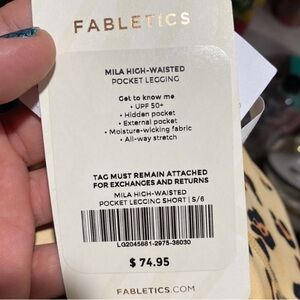 FABLETICS
MILA HIGH-WAISTED
POCKET LEGGING
Get to know me
• UPF 50+
• Hidden pocket
• External pocket
• Moisture-wicking fabric
• All-way stretch
TAG MUST REMAIN ATTACHED
FOR EXCHANGES AND RETURNS
MILA HIGH-WAISTED
POCKET LEGGING SHORT | S/6
LG2045681-2975-36030
$ 74.95
FABLETICS.COM